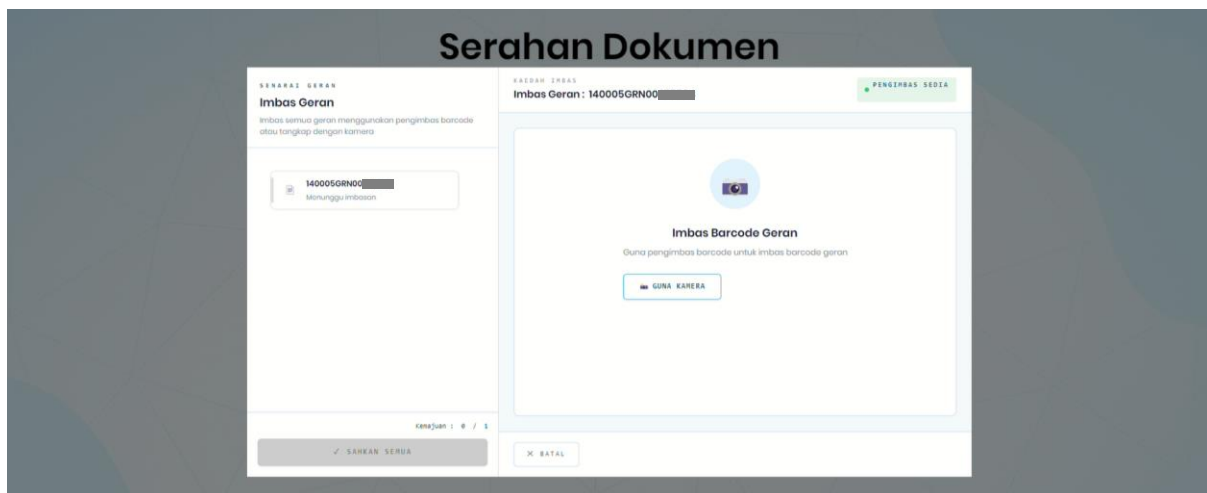 Serahan Dokumen
SENARAI GERAN
Imbas Geran
Imbas semua geran menggunakan pengimbas barcode
atau tangkap dengan kamera
140005GRN00
Menunggu imbasan
Kemajuan : 0 / 1
✓ SAHKAN SEMUA
KAEDAH IMBAS
Imbas Geran : 140005GRN00
PENGIMBAS SEDIA
Imbas Barcode Geran
Guna pengimbas barcode untuk imbas barcode geran
GUNA KAMERA
✕ BATAL